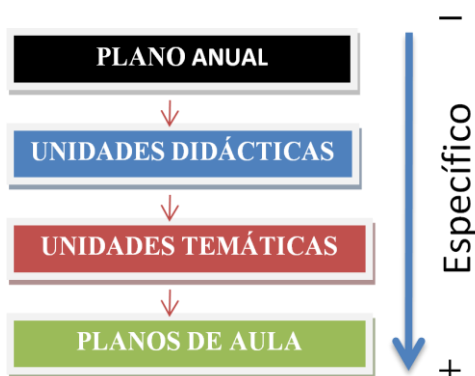 PLANO ANUAL
UNIDADES DIDÁCTICAS
UNIDADES TEMÁTICAS
PLANOS DE AULA
–
Específico
+